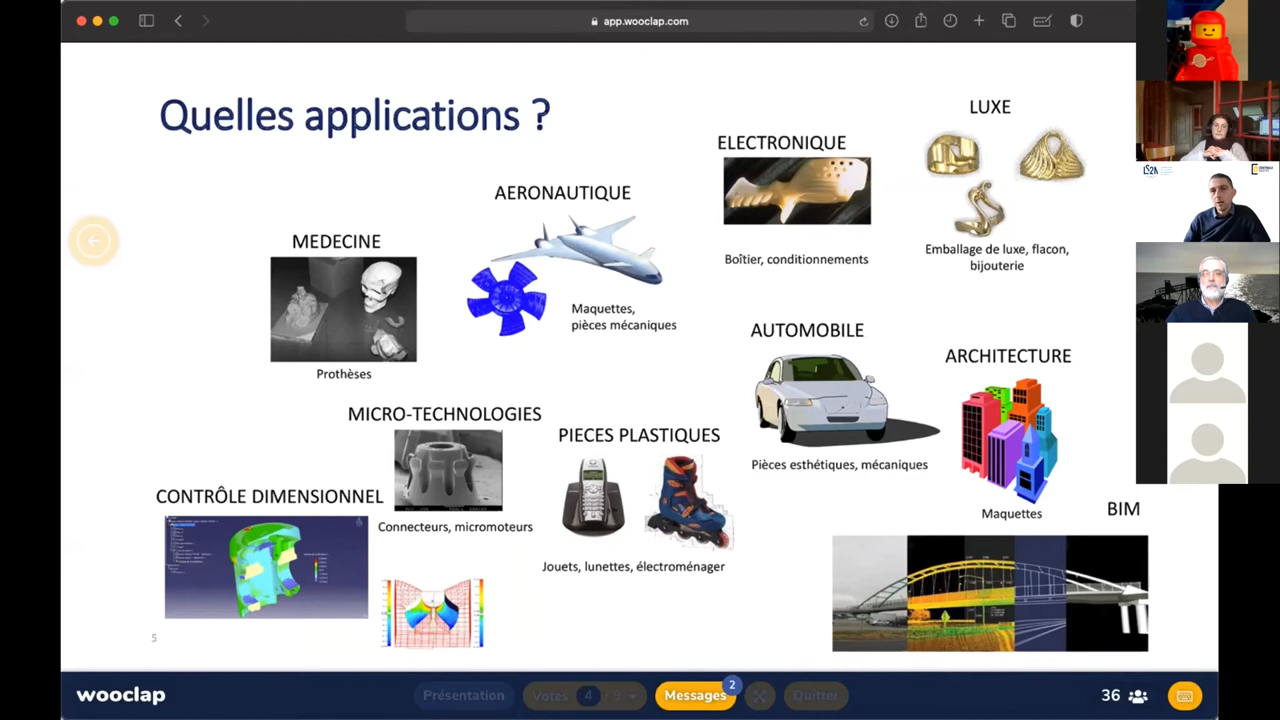 app.wooclap.com
Quelles applications ?
LUXE
ELECTRONIQUE
AERONAUTIQUE
MEDECINE
Emballage de luxe, flacon,
bijouterie
Boîtier, conditionnements
Maquettes,
pièces mécaniques
Prothèses
AUTOMOBILE
ARCHITECTURE
MICRO-TECHNOLOGIES
PIECES PLASTIQUES
Pièces esthétiques, mécaniques
CONTRÔLE DIMENSIONNEL
Connecteurs, micromoteurs
Maquettes
BIM
Jouets, lunettes, électroménager
5
wooclap
Présentation
Votes 4 / 9
Messages 2
Quitter
36